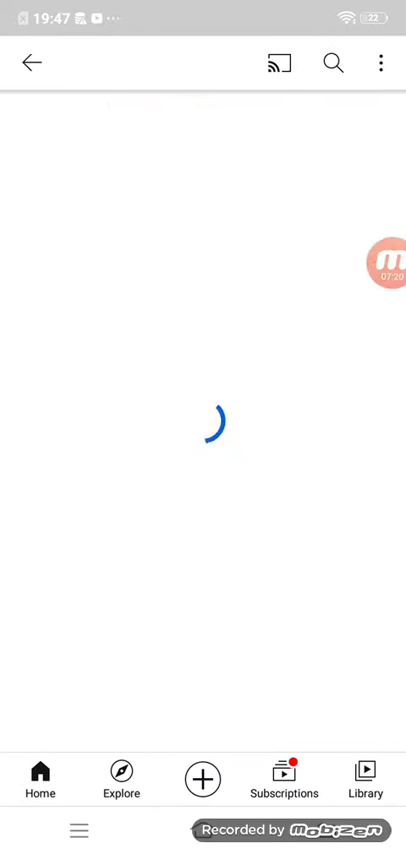 19:47
22
m
07:20
Home
Explore
Subscriptions
Library
Recorded by mobizen